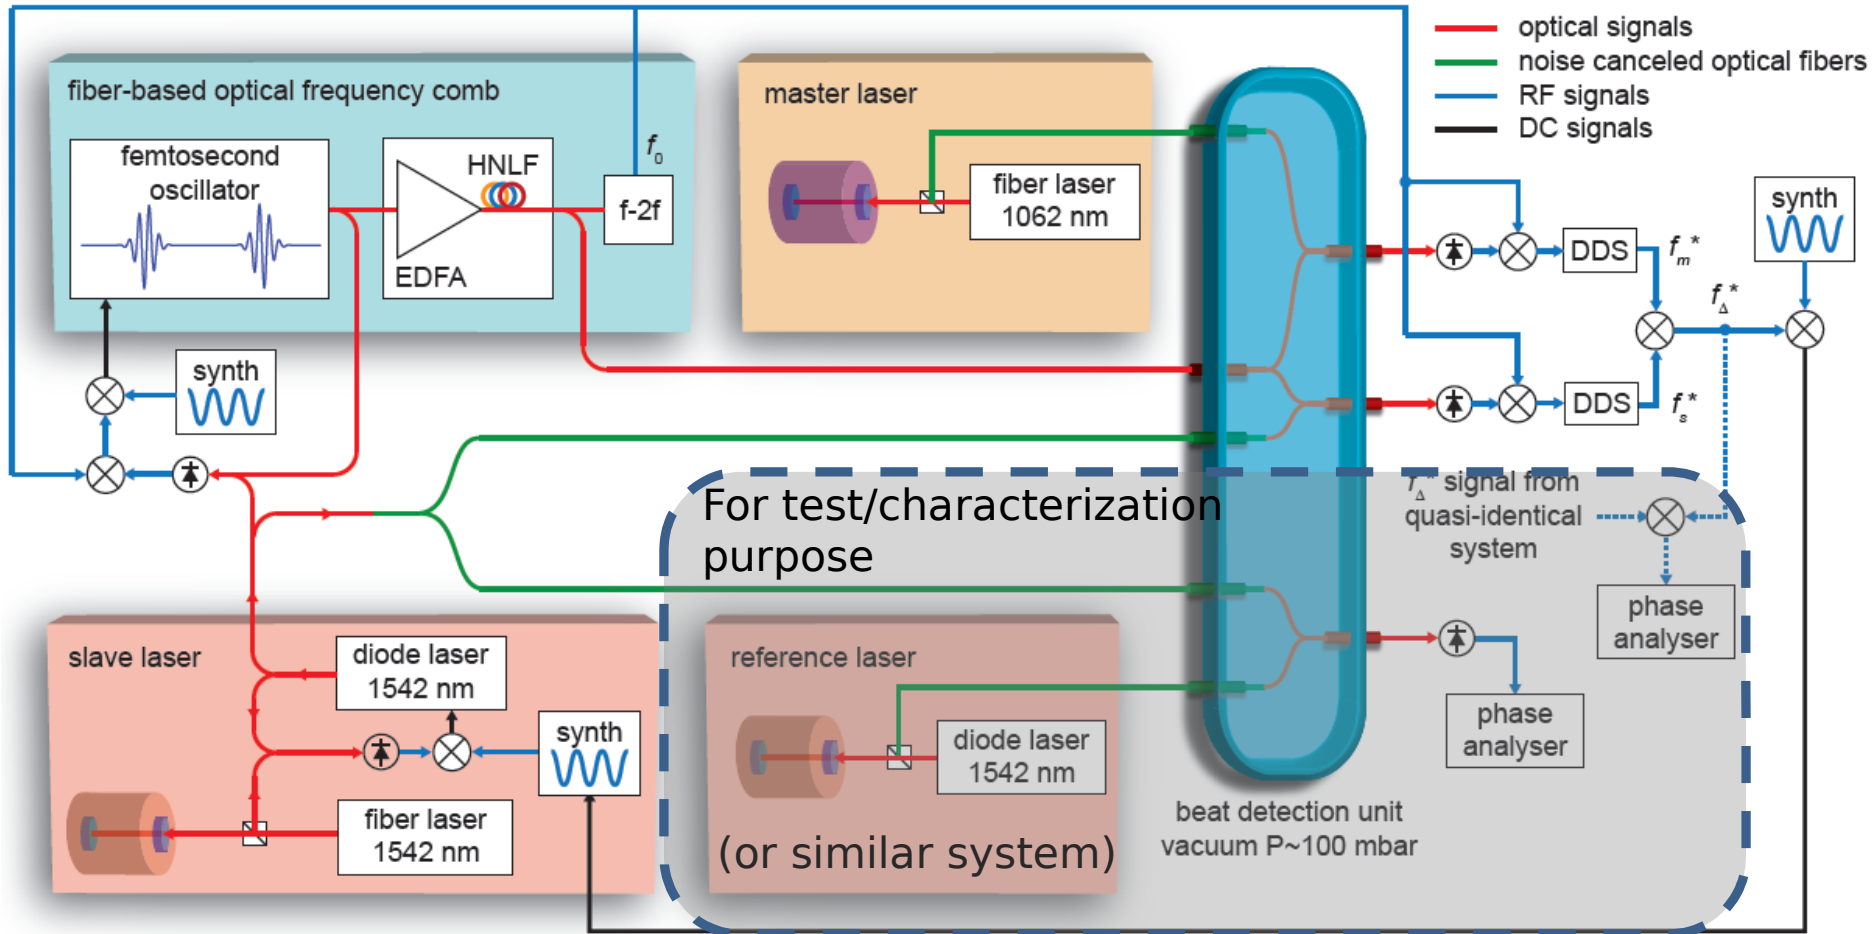 optical signals
noise canceled optical fibers
RF signals
DC signals
fiber-based optical frequency comb
femtosecond
oscillator
HNLF
EDFA
f₀
f-2f
master laser
fiber laser
1062 nm
synth
DDS
fₘ*
f_Δ*
synth
DDS
fₛ*
For test/characterization
purpose
f_Δ* signal from
quasi-identical
system
phase
analyser
slave laser
diode laser
1542 nm
synth
fiber laser
1542 nm
reference laser
diode laser
1542 nm
(or similar system)
phase
analyser
beat detection unit
vacuum P~100 mbar